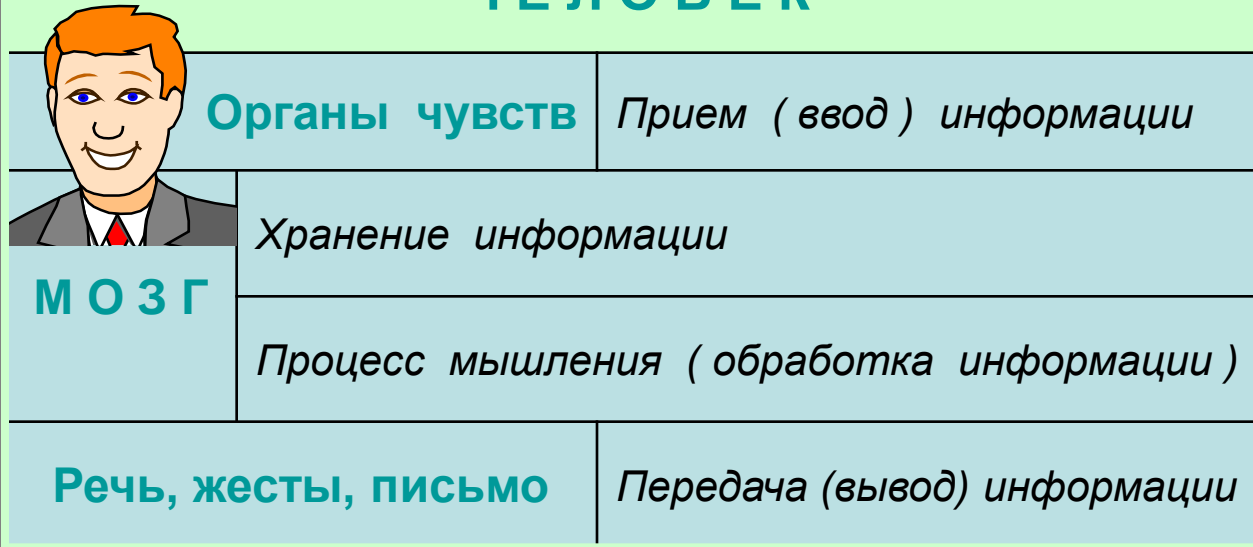 Ч Е Л О В Е К
Органы чувств
Прием ( ввод ) информации
М О З Г
Хранение информации
Процесс мышления ( обработка информации )
Речь, жесты, письмо
Передача (вывод) информации